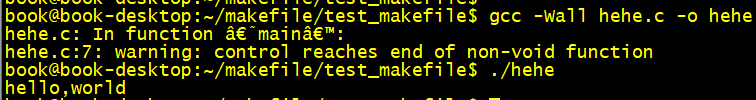 book@book-desktop:~/makefile/test_makefile$ gcc -Wall hehe.c -o hehe
hehe.c: In function â€˜mainâ€™:
hehe.c:7: warning: control reaches end of non-void function
book@book-desktop:~/makefile/test_makefile$ ./hehe
hello,world